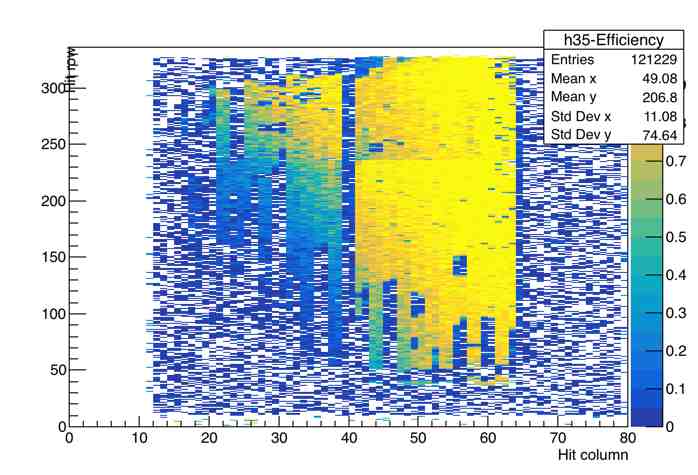 h35-Efficiency
Entries 121229
Mean x 49.08
Mean y 206.8
Std Dev x 11.08
Std Dev y 74.64
300
250
200
150
100
50
0
0 10 20 30 40 50 60 70 80
Hit column
0.7
0.6
0.5
0.4
0.3
0.2
0.1
0